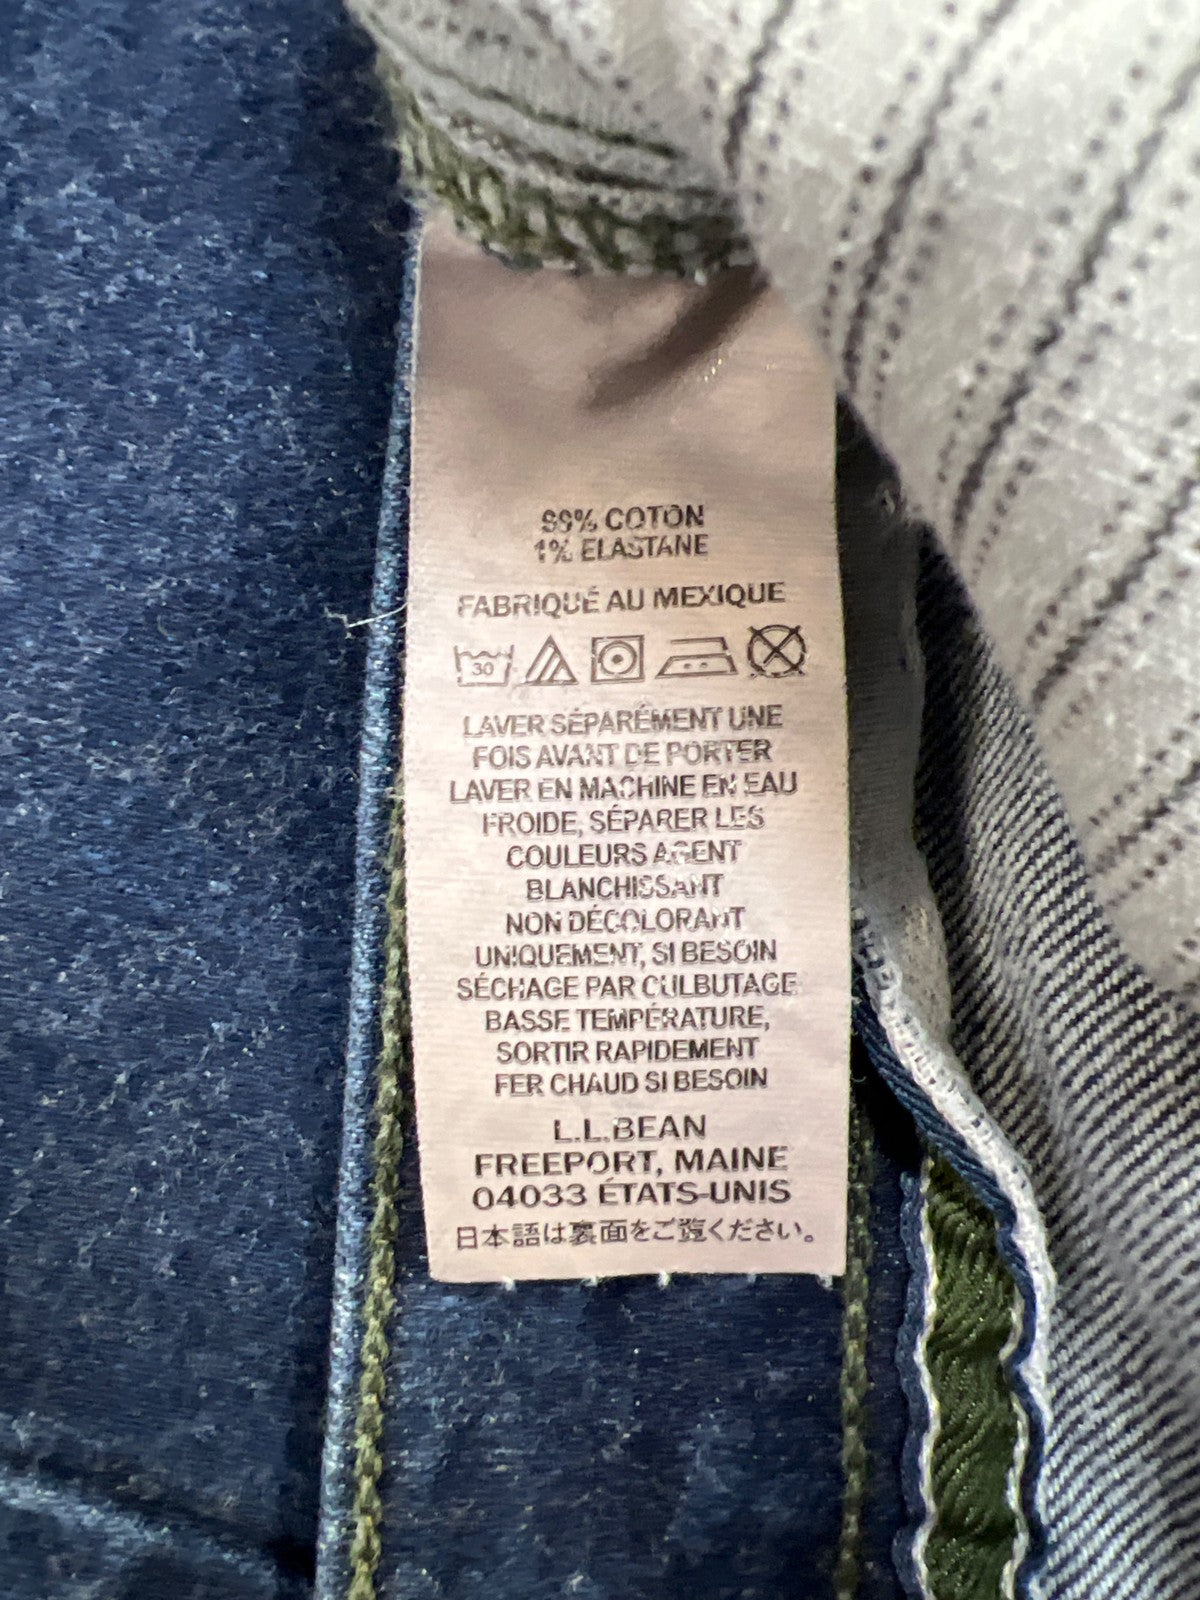 99% COTON
1% ELASTANE
FABRIQUÉ AU MEXIQUE
30
LAVER SÉPARÉMENT UNE
FOIS AVANT DE PORTER
LAVER EN MACHINE EN EAU
FROIDE, SÉPARER LES
COULEURS AGENT
BLANCHISSANT
NON DÉCOLORANT
UNIQUEMENT, SI BESOIN
SÉCHAGE PAR CULBUTAGE
BASSE TEMPÉRATURE,
SORTIR RAPIDEMENT
FER CHAUD SI BESOIN
L.L.BEAN
FREEPORT, MAINE
04033 ÉTATS-UNIS
日本語は裏面をご覧ください。